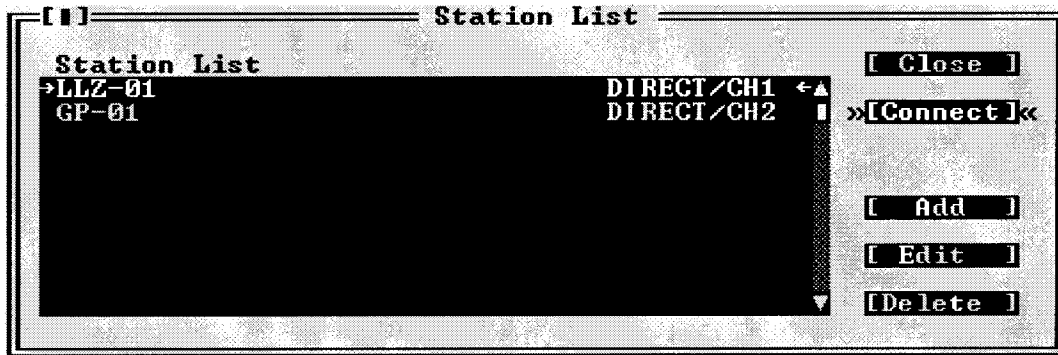 [▮] Station List
Station List
→LLZ-01 DIRECT/CH1 ←
GP-01 DIRECT/CH2
[ Close ]
»[Connect]«
[ Add ]
[ Edit ]
[Delete ]